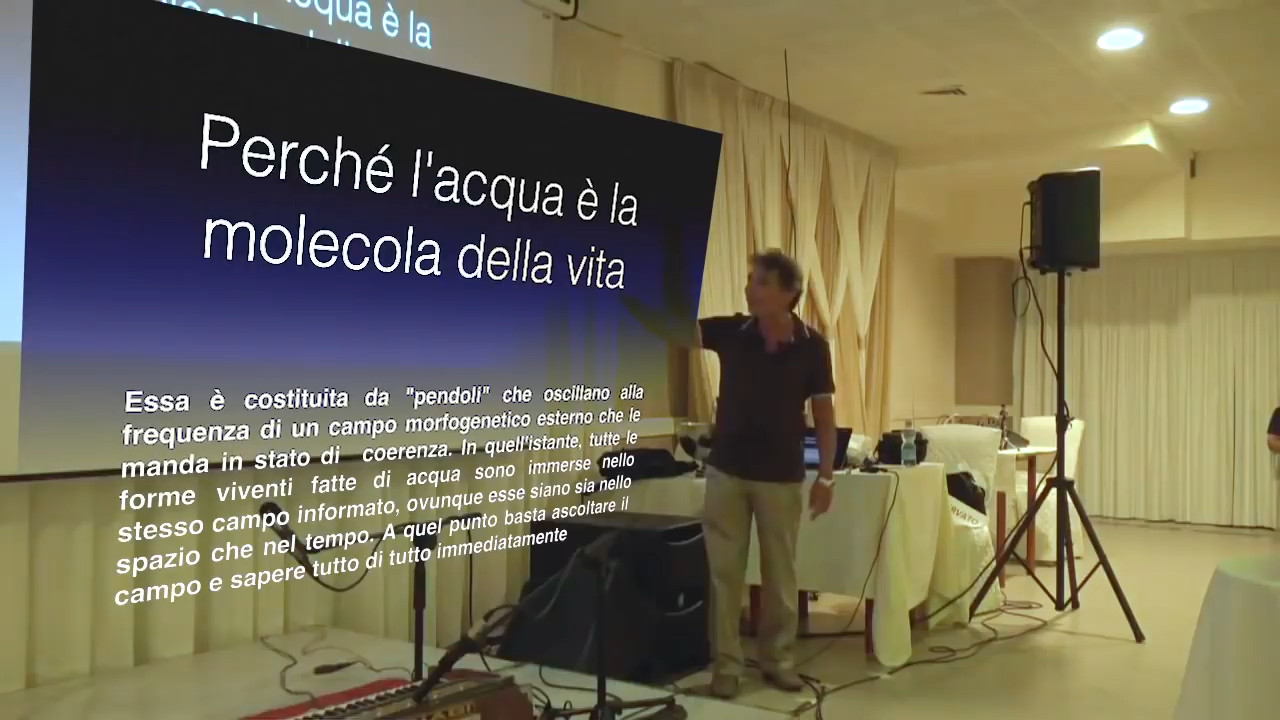 acqua è la
Perché l'acqua è la
molecola della vita
Essa è costituita da "pendoli" che oscillano alla
frequenza di un campo morfogenetico esterno che le
manda in stato di coerenza. In quell'istante, tutte le
forme viventi fatte di acqua sono immerse nello
stesso campo informato, ovunque esse siano sia nello
spazio che nel tempo. A quel punto basta ascoltare il
campo e sapere tutto di tutto immediatamente
RVATO